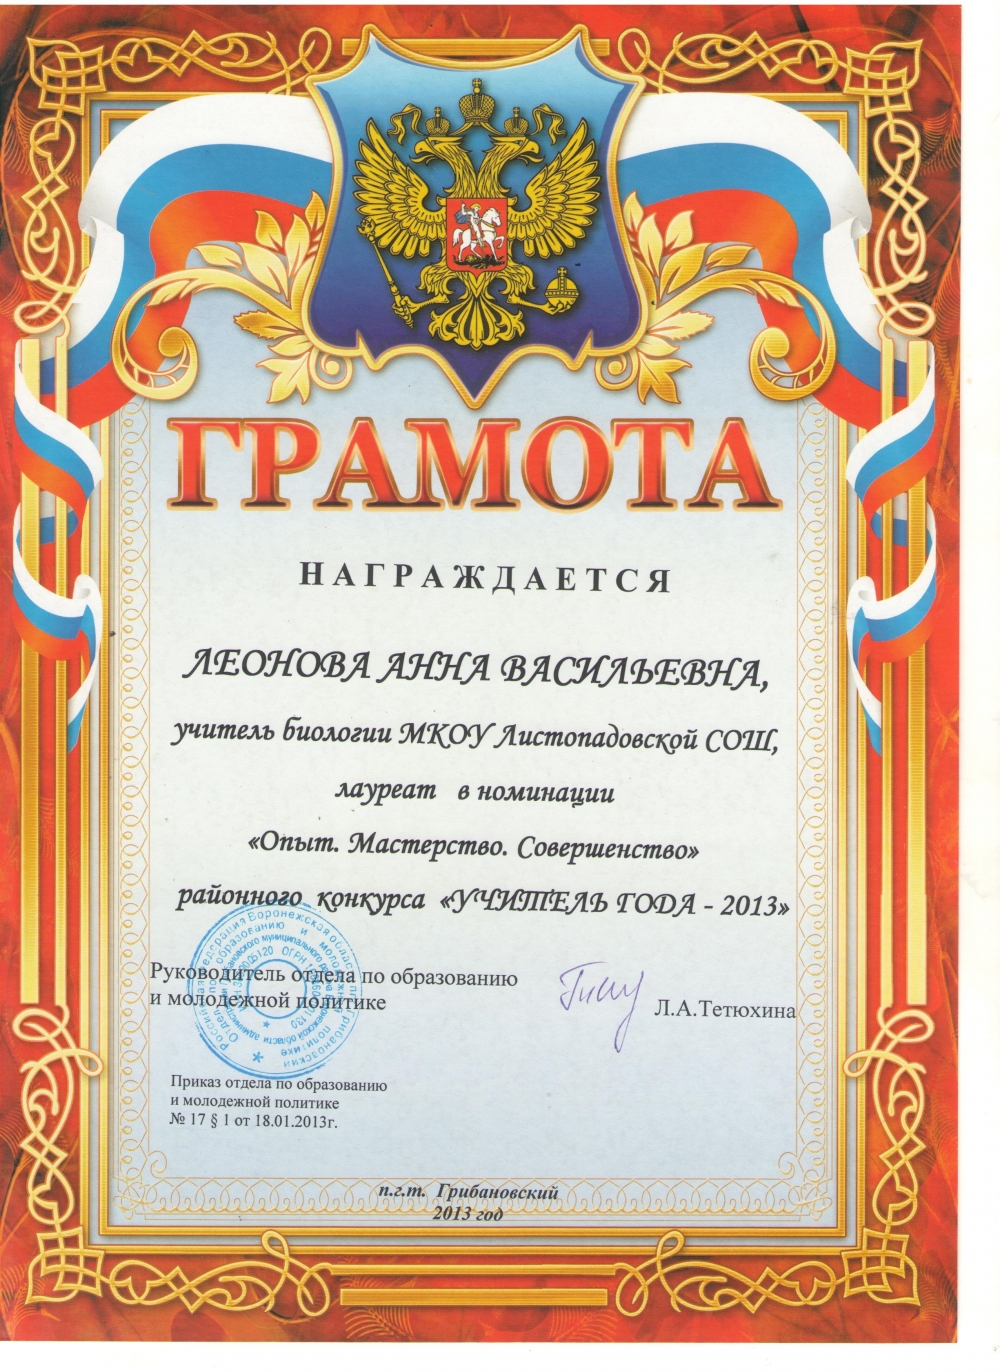 ГРАМОТА
НАГРАЖДАЕТСЯ
ЛЕОНОВА АННА ВАСИЛЬЕВНА,
учитель биологии МКОУ Листопадовской СОШ,
лауреат в номинации
«Опыт. Мастерство. Совершенство»
районного конкурса «УЧИТЕЛЬ ГОДА - 2013»
Руководитель отдела по образованию
и молодежной политике
Л.А.Тетюхина
Приказ отдела по образованию
и молодежной политике
№ 17 § 1 от 18.01.2013г.
п.г.т. Грибановский
2013 год